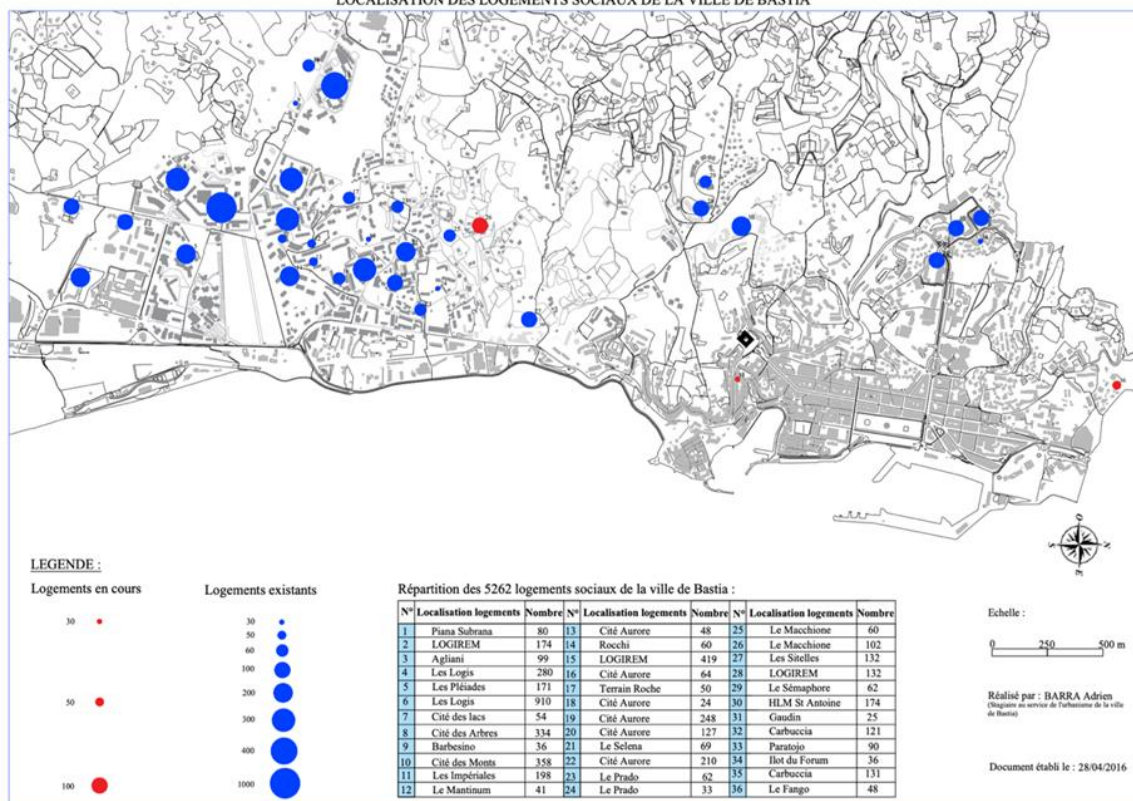 LOCALISATION DES LOGEMENTS SOCIAUX DE LA VILLE DE BASTIA
LEGENDE :
Logements en cours
30
50
100
Logements existants
30
50
60
100
200
300
400
1000
Répartition des 5262 logements sociaux de la ville de Bastia :
N° Localisation logements Nombre N° Localisation logements Nombre N° Localisation logements Nombre
1 Piana Subrana 80 13 Cité Aurore 48 25 Le Macchione 60
2 LOGIREM 174 14 Rocchi 60 26 Le Macchione 102
3 Agliani 99 15 LOGIREM 419 27 Les Sitelles 132
4 Les Logis 280 16 Cité Aurore 64 28 LOGIREM 132
5 Les Pléiades 171 17 Terrain Roche 50 29 Le Sémaphore 62
6 Les Logis 910 18 Cité Aurore 24 30 HLM St Antoine 174
7 Cité des lacs 54 19 Cité Aurore 248 31 Gaudin 25
8 Cité des Arbres 334 20 Cité Aurore 127 32 Carbuccia 121
9 Barbesino 36 21 Le Selena 69 33 Paratojo 90
10 Cité des Monts 358 22 Cité Aurore 210 34 Ilot du Forum 36
11 Les Impériales 198 23 Le Prado 62 35 Carbuccia 131
12 Le Mantinum 41 24 Le Prado 33 36 Le Fango 48
O
S N
E
Echelle :
0 250 500 m
Réalisé par : BARRA Adrien
(Stagiaire au service de l'urbanisme de la ville
de Bastia)
Document établi le : 28/04/2016